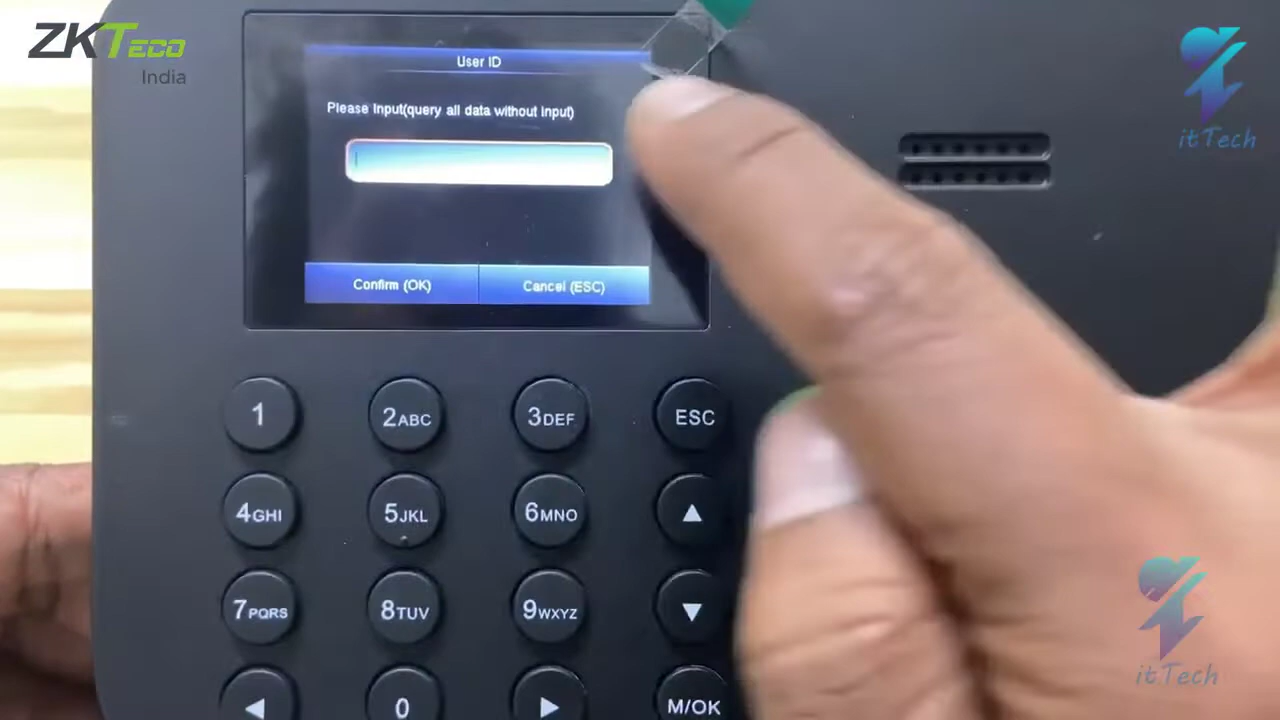 ZKTECO
India
itTech
User ID
Please Input(query all data without input)
Confirm (OK)
Cancel (ESC)
1
2ABC
3DEF
ESC
4GHI
5JKL
6MNO
▲
7PQRS
8TUV
9WXYZ
▼
◀
0
▶
M/OK
itTech